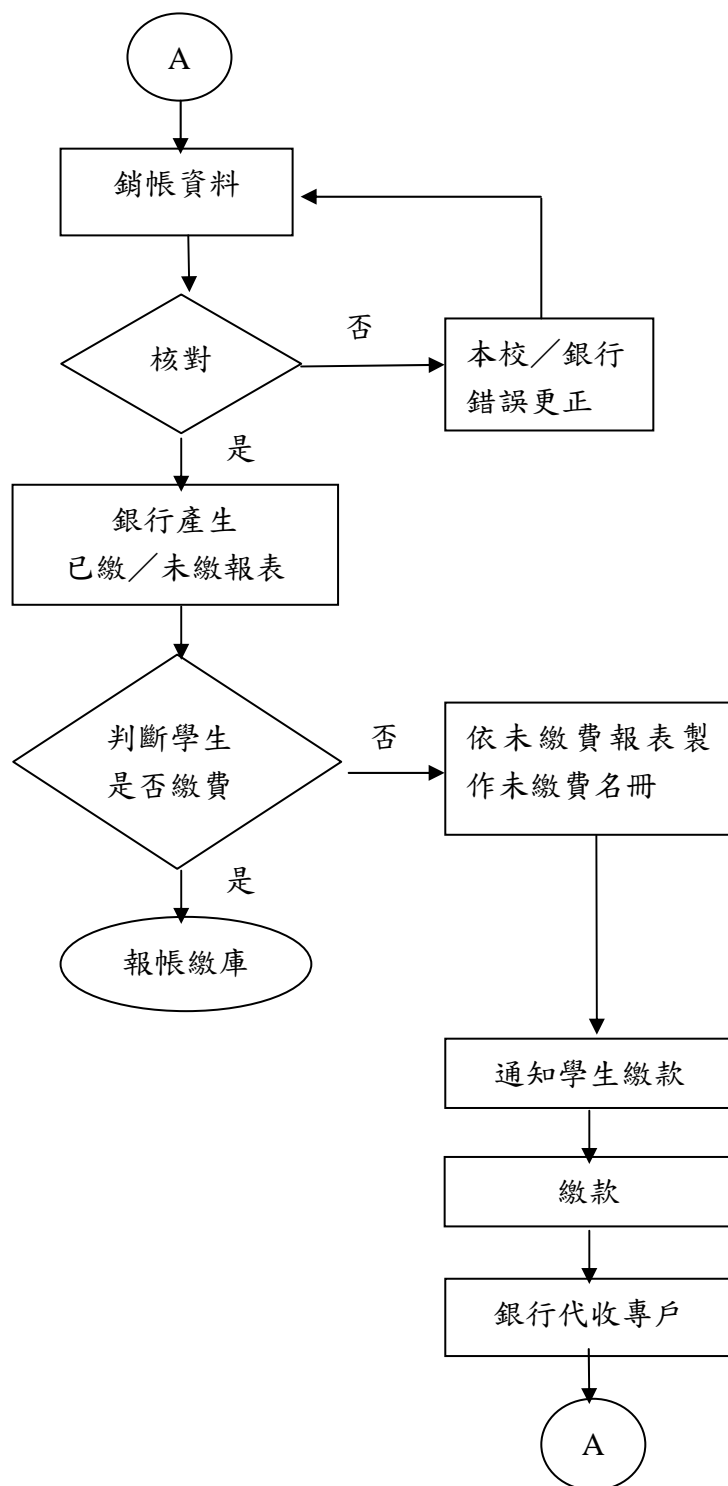 A
銷帳資料
核對
否
本校／銀行
錯誤更正
是
銀行產生
已繳／未繳報表
判斷學生
是否繳費
否
依未繳費報表製
作未繳費名冊
是
報帳繳庫
通知學生繳款
繳款
銀行代收專戶
A